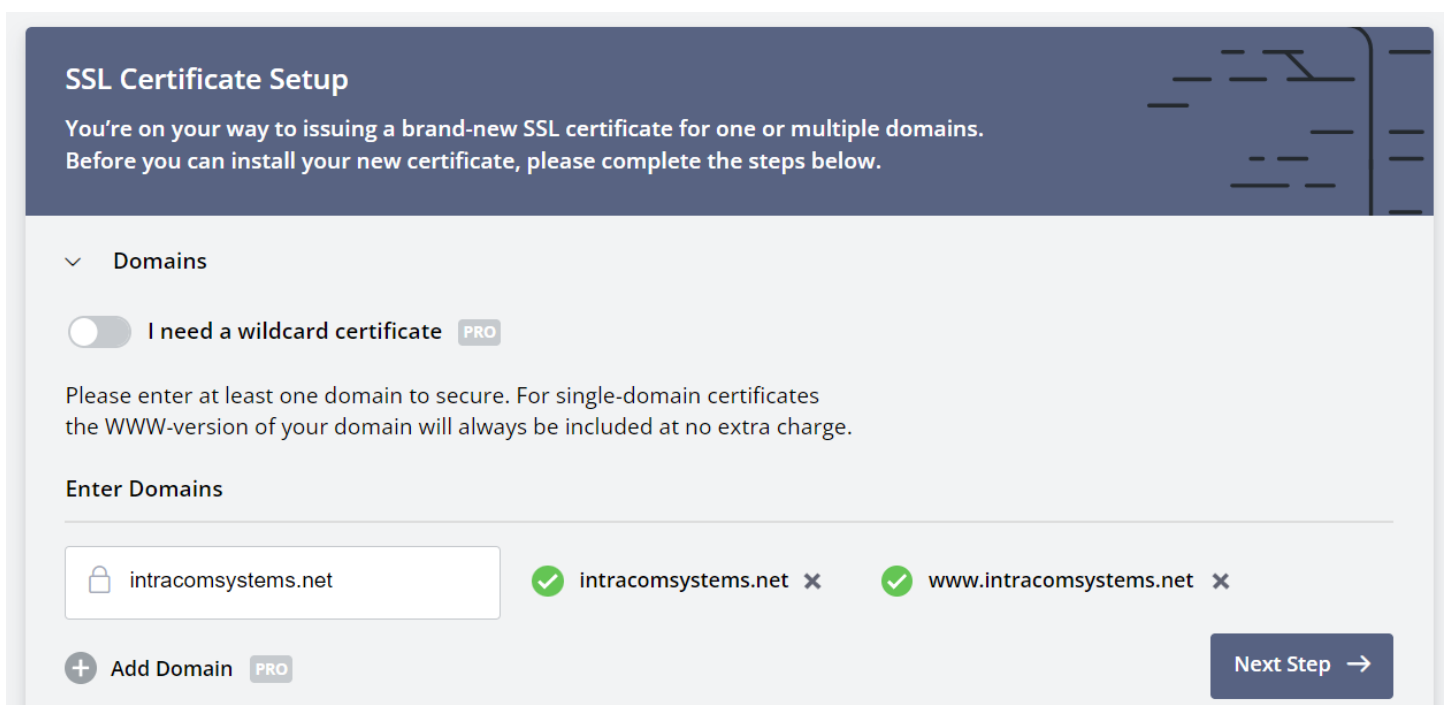 SSL Certificate Setup
You’re on your way to issuing a brand-new SSL certificate for one or multiple domains.
Before you can install your new certificate, please complete the steps below.
Domains
I need a wildcard certificate PRO
Please enter at least one domain to secure. For single-domain certificates
the WWW-version of your domain will always be included at no extra charge.
Enter Domains
intracomsystems.net intracomsystems.net www.intracomsystems.net
Add Domain PRO
Next Step